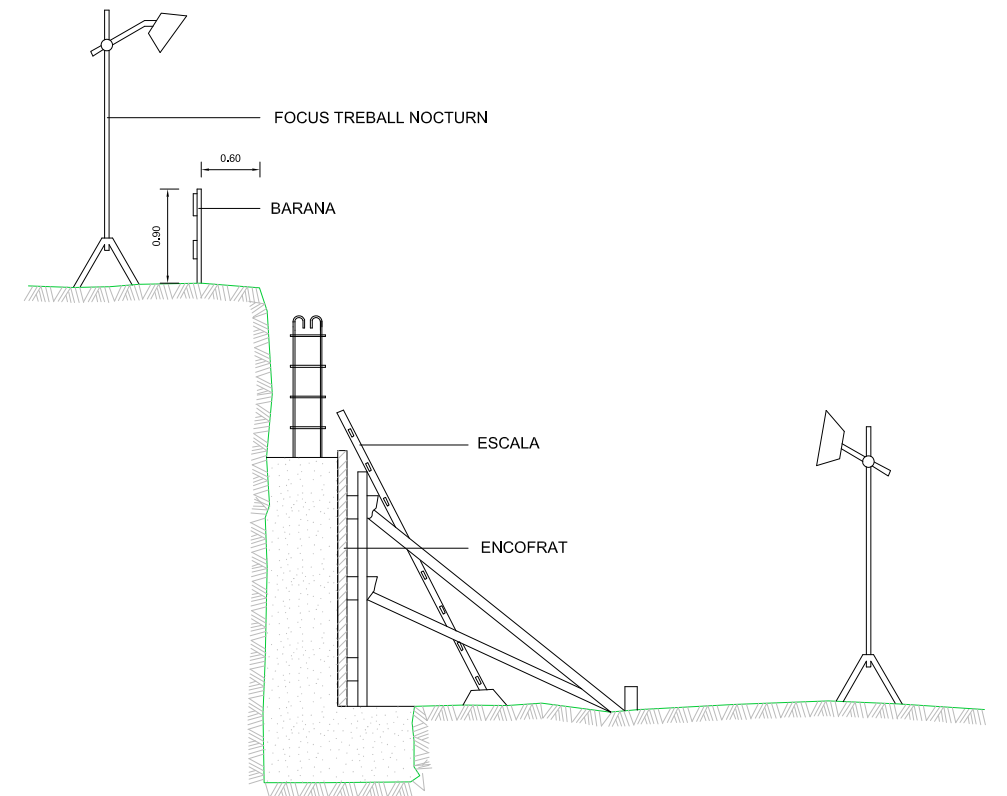 FOCUS TREBALL NOCTURN
0.60
BARANA
0.90
ESCALA
ENCOFRAT